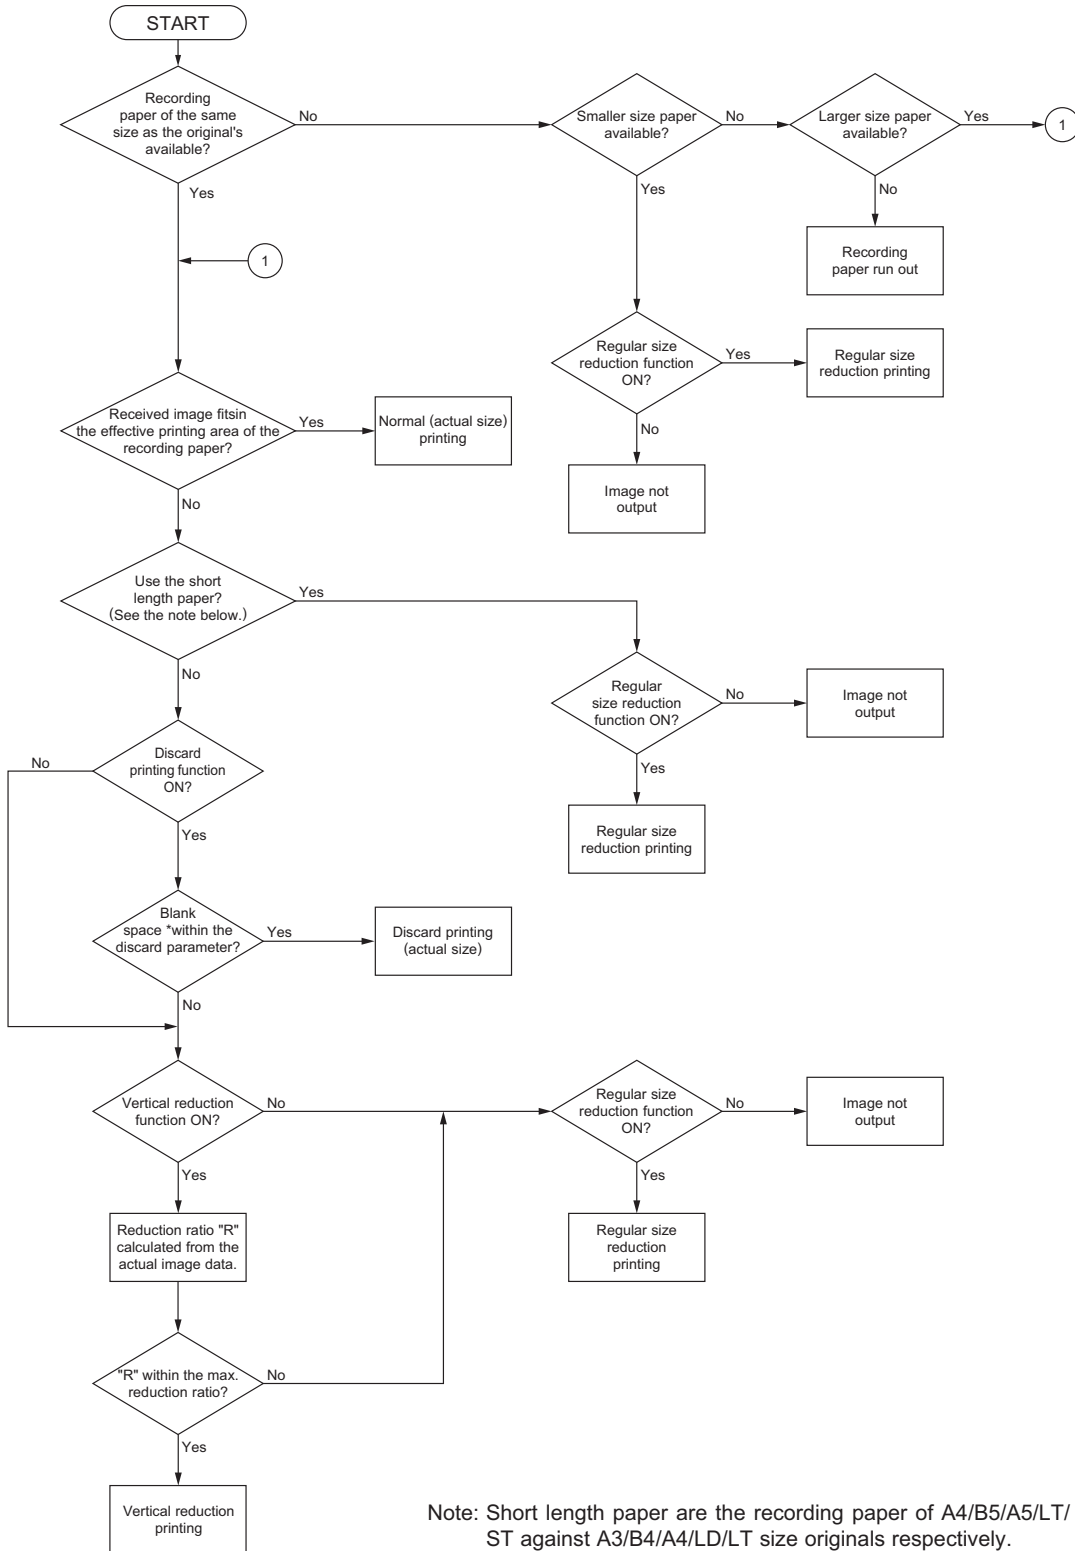 START
Recording
paper of the same
size as the original's
available?
No
Smaller size paper
available?
No
Larger size paper
available?
Yes
1
Yes
Yes
No
Recording
paper run out
1
Regular size
reduction function
ON?
Yes
Regular size
reduction printing
No
Image not
output
Received image fitsin
the effective printing area of the
recording paper?
Yes
Normal (actual size)
printing
No
Use the short
length paper?
(See the note below.)
Yes
No
Regular
size reduction
function ON?
No
Image not
output
Yes
Regular size
reduction printing
Discard
printing function
ON?
No
Yes
Blank
space *within the
discard parameter?
Yes
Discard printing
(actual size)
No
Vertical reduction
function ON?
No
Regular size
reduction function
ON?
No
Image not
output
Yes
Yes
Reduction ratio "R"
calculated from the
actual image data.
Regular size
reduction
printing
"R" within the max.
reduction ratio?
No
Yes
Vertical reduction
printing
Note: Short length paper are the recording paper of A4/B5/A5/LT/
ST against A3/B4/A4/LD/LT size originals respectively.